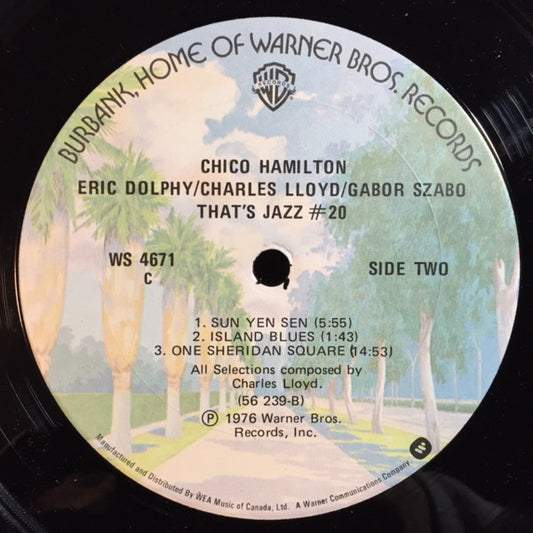 BURBANK, HOME OF WARNER BROS. RECORDS
CHICO HAMILTON
ERIC DOLPHY/CHARLES LLOYD/GABOR SZABO
THAT'S JAZZ #20
WS 4671
C
SIDE TWO
1. SUN YEN SEN (5:55)
2. ISLAND BLUES (1:43)
3. ONE SHERIDAN SQUARE (14:53)
All Selections composed by
Charles Lloyd.
(56 239-B)
Ⓟ 1976 Warner Bros.
Records, Inc.
Manufactured and Distributed By WEA Music of Canada, Ltd. A Warner Communications Company